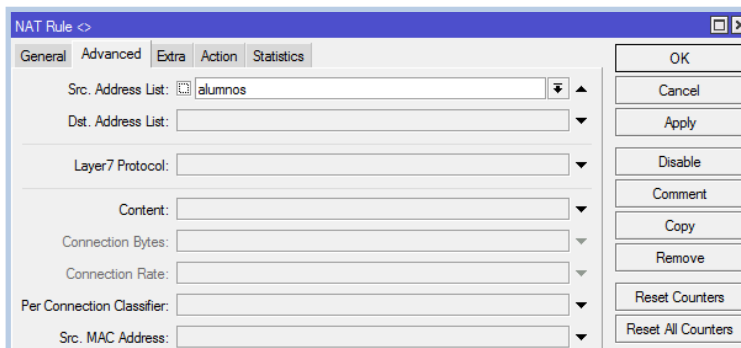 NAT Rule <>
General Advanced Extra Action Statistics
OK
Src. Address List: alumnos
Cancel
Dst. Address List:
Apply
Layer7 Protocol:
Disable
Comment
Content:
Copy
Connection Bytes:
Remove
Connection Rate:
Per Connection Classifier:
Reset Counters
Src. MAC Address:
Reset All Counters